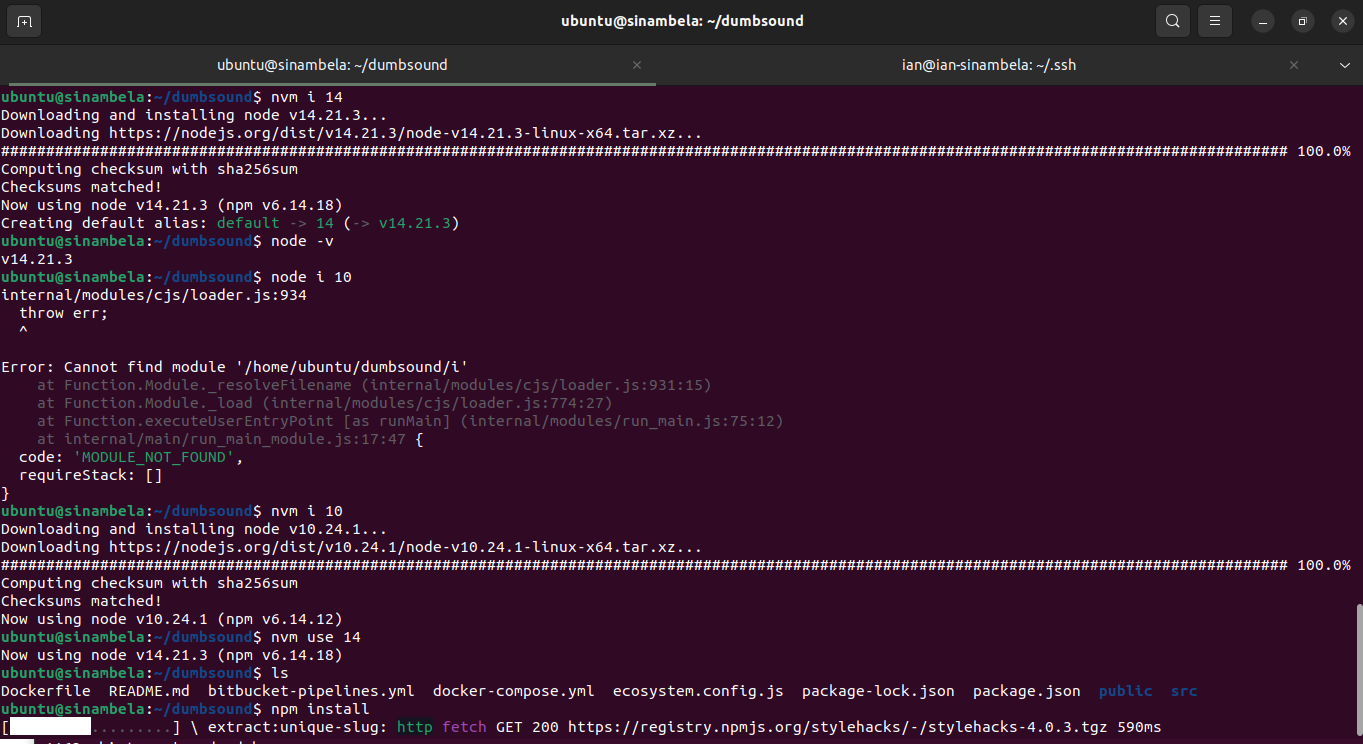 ubuntu@sinambela: ~/dumbsound
ubuntu@sinambela: ~/dumbsound
ian@ian-sinambela: ~/.ssh
ubuntu@sinambela:~/dumbsound$ nvm i 14
Downloading and installing node v14.21.3...
Downloading https://nodejs.org/dist/v14.21.3/node-v14.21.3-linux-x64.tar.xz...
############################################################################################################################################### 100.0%
Computing checksum with sha256sum
Checksums matched!
Now using node v14.21.3 (npm v6.14.18)
Creating default alias: default -> 14 (-> v14.21.3)
ubuntu@sinambela:~/dumbsound$ node -v
v14.21.3
ubuntu@sinambela:~/dumbsound$ node i 10
internal/modules/cjs/loader.js:934
  throw err;
  ^
Error: Cannot find module '/home/ubuntu/dumbsound/i'
    at Function.Module._resolveFilename (internal/modules/cjs/loader.js:931:15)
    at Function.Module._load (internal/modules/cjs/loader.js:774:27)
    at Function.executeUserEntryPoint [as runMain] (internal/modules/run_main.js:75:12)
    at internal/main/run_main_module.js:17:47 {
  code: 'MODULE_NOT_FOUND',
  requireStack: []
}
ubuntu@sinambela:~/dumbsound$ nvm i 10
Downloading and installing node v10.24.1...
Downloading https://nodejs.org/dist/v10.24.1/node-v10.24.1-linux-x64.tar.xz...
############################################################################################################################################### 100.0%
Computing checksum with sha256sum
Checksums matched!
Now using node v10.24.1 (npm v6.14.12)
ubuntu@sinambela:~/dumbsound$ nvm use 14
Now using node v14.21.3 (npm v6.14.18)
ubuntu@sinambela:~/dumbsound$ ls
Dockerfile  README.md  bitbucket-pipelines.yml  docker-compose.yml  ecosystem.config.js  package-lock.json  package.json  public  src
ubuntu@sinambela:~/dumbsound$ npm install
[.........] \ extract:unique-slug: http fetch GET 200 https://registry.npmjs.org/stylehacks/-/stylehacks-4.0.3.tgz 590ms